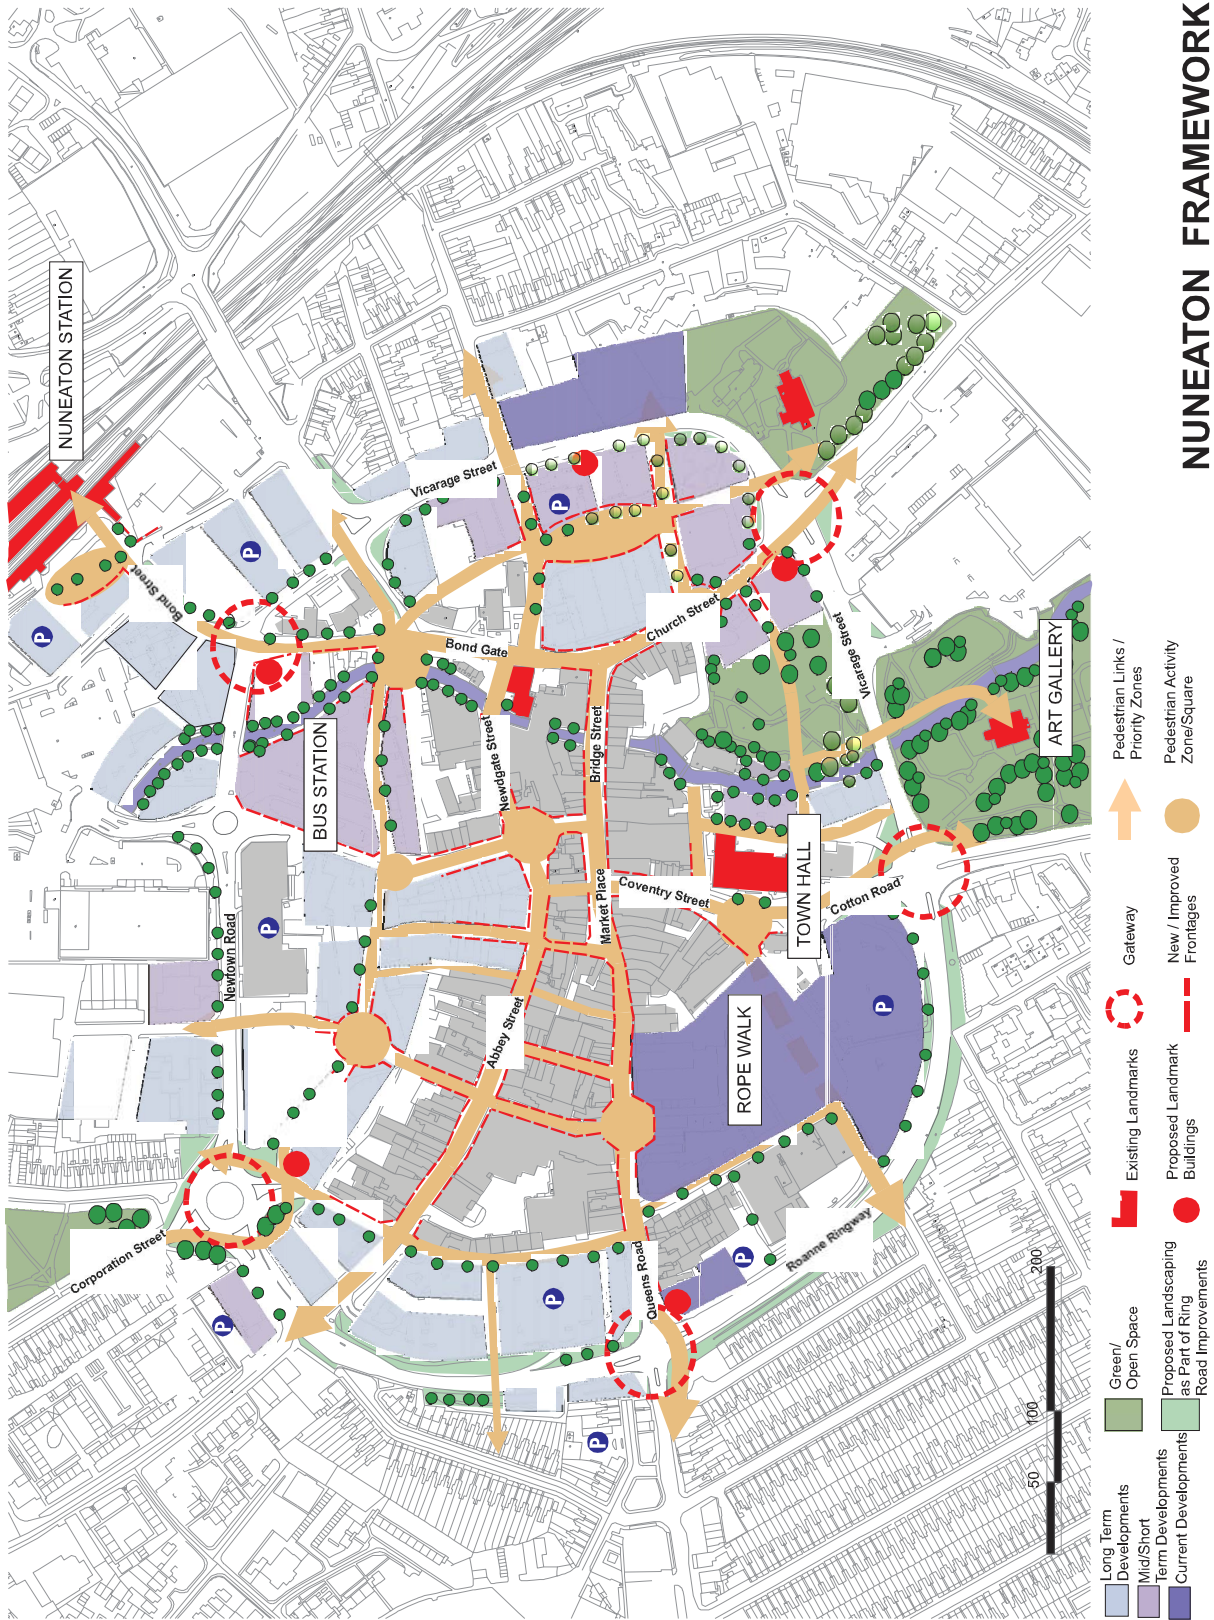 NUNEATON FRAMEWORK
NUNEATON STATION
P
P
Bond Street
Vicarage Street
P
Bond Gate
Church Street
Vicarage Street
ART GALLERY
BUS STATION
Newdgate Street
Bridge Street
TOWN HALL
Newtown Road
P
Market Place
Coventry Street
Cotton Road
Abbey Street
ROPE WALK
P
Corporation Street
P
P
Queens Road
P
Roanne Ringway
P
50
100
200
Long Term
Developments
Mid/Short
Term Developments
Current Developments
Green/
Open Space
Proposed Landscaping
as Part of Ring
Road Improvements
Existing Landmarks
Proposed Landmark
Buildings
Gateway
New / Improved
Frontages
Pedestrian Links /
Priority Zones
Pedestrian Activity
Zone/Square